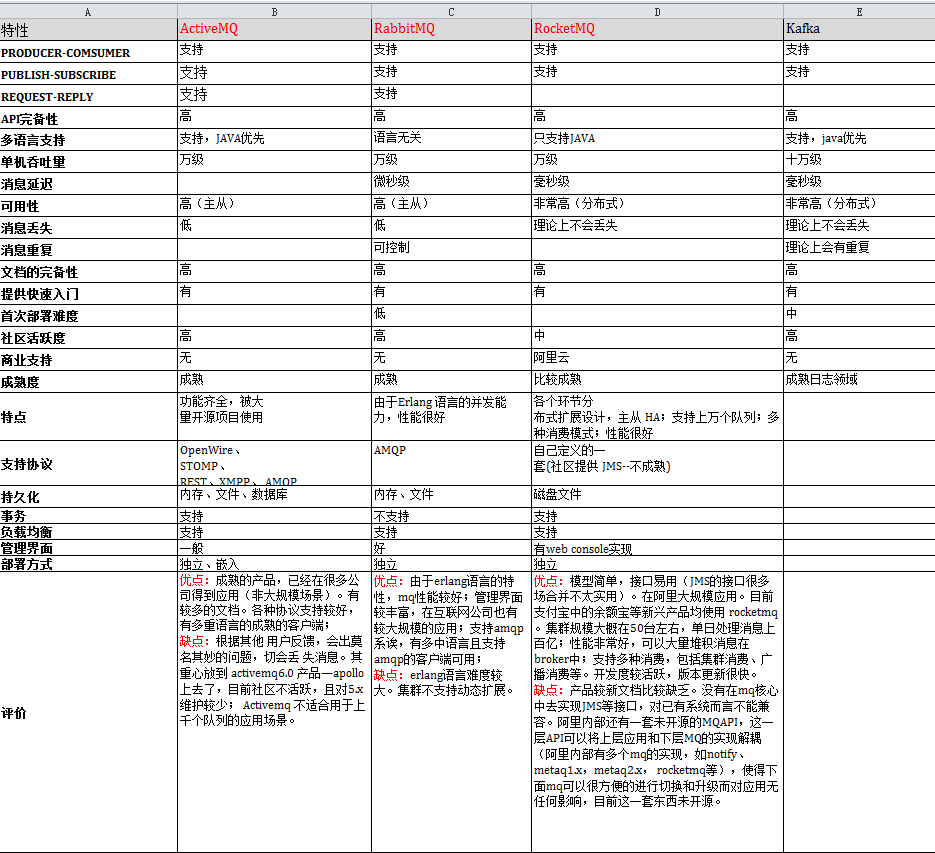 A B C D E
特性 ActiveMQ RabbitMQ RocketMQ Kafka
PRODUCER-COMSUMER 支持 支持 支持 支持
PUBLISH-SUBSCRIBE 支持 支持 支持 支持
REQUEST-REPLY 支持 支持
API完备性 高 高 高 高
多语言支持 支持，JAVA优先 语言无关 只支持JAVA 支持，java优先
单机吞吐量 万级 万级 万级 十万级
消息延迟 微秒级 毫秒级 毫秒级
可用性 高（主从） 高（主从） 非常高（分布式） 非常高（分布式）
消息丢失 低 低 理论上不会丢失 理论上不会丢失
消息重复 可控制 理论上会有重复
文档的完备性 高 高 高 高
提供快速入门 有 有 有 有
首次部署难度 低 中
社区活跃度 高 高 中 高
商业支持 无 无 阿里云 无
成熟度 成熟 成熟 比较成熟 成熟日志领域
特点
功能齐全，被大
量开源项目使用
由于Erlang 语言的并发能
力，性能很好
各个环节分
布式扩展设计，主从 HA；支持上万个队列；多
种消费模式；性能很好
支持协议
OpenWire、
STOMP、
REST、XMPP、AMQP
AMQP
自己定义的一
套(社区提供 JMS--不成熟)
持久化 内存、文件、数据库 内存、文件 磁盘文件
事务 支持 不支持 支持
负载均衡 支持 支持 支持
管理界面 一般 好 有web console实现
部署方式 独立、嵌入 独立 独立
评价
优点：成熟的产品，已经在很多公
司得到应用（非大规模场景）。有
较多的文档。各种协议支持较好，
有多重语言的成熟的客户端；
缺点：根据其他 用户反馈，会出莫
名其妙的问题，切会丢 失消息。其
重心放到 activemq6.0 产品—apollo
上去了，目前社区不活跃，且对5.x
维护较少； Activemq 不适合用于上
千个队列的应用场景。
优点：由于erlang语言的特
性，mq性能较好；管理界面
较丰富，在互联网公司也有
较大规模的应用；支持amqp
系诶，有多中语言且支持
amqp的客户端可用；
缺点：erlang语言难度较
大。集群不支持动态扩展。
优点：模型简单，接口易用（JMS的接口很多
场合并不太实用）。在阿里大规模应用。目前
支付宝中的余额宝等新兴产品均使用 rocketmq
。集群规模大概在50台左右，单日处理消息上
百亿；性能非常好，可以大量堆积消息在
broker中；支持多种消费，包括集群消费、广
播消费等。开发度较活跃，版本更新很快。
缺点：产品较新文档比较缺乏。没有在mq核心
中去实现JMS等接口，对已有系统而言不能兼
容。阿里内部还有一套未开源的MQAPI，这一
层API可以将上层应用和下层MQ的实现解耦
（阿里内部有多个mq的实现，如notify、
metaq1.x，metaq2.x，rocketmq等），使得下
面mq可以很方便的进行切换和升级而对应用无
任何影响，目前这一套东西未开源。